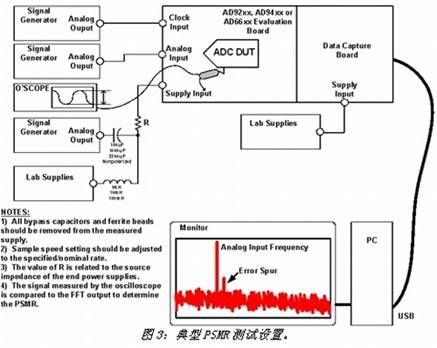 Signal
Generator
Analog
Ouput
Clock
Input
AD92xx, AD94xx or
AD66xx Evaluation
Board
Signal
Generator
Analog
Ouput
Analog
Input
ADC DUT
Data Capture
Board
O'SCOPE
Supply Input
Supply
Input
Signal
Generator
Analog
Ouput
R
Nonpolarized
Lab Supplies
Lab Supplies
NOTES:
1) All bypass capacitors and ferrite beads
should be removed from the measured
supply.
2) Sample speed setting should be adjusted
to the specified/nominal rate.
3) The value of R is related to the source
impedance of the end power supplies.
4) The signal measured by the oscilloscope
is compared to the FFT output to determine
the PSMR.
Monitor
Analog Input Frequency
Error Spur
PC
USB
图3：典型PSMR测试设置。